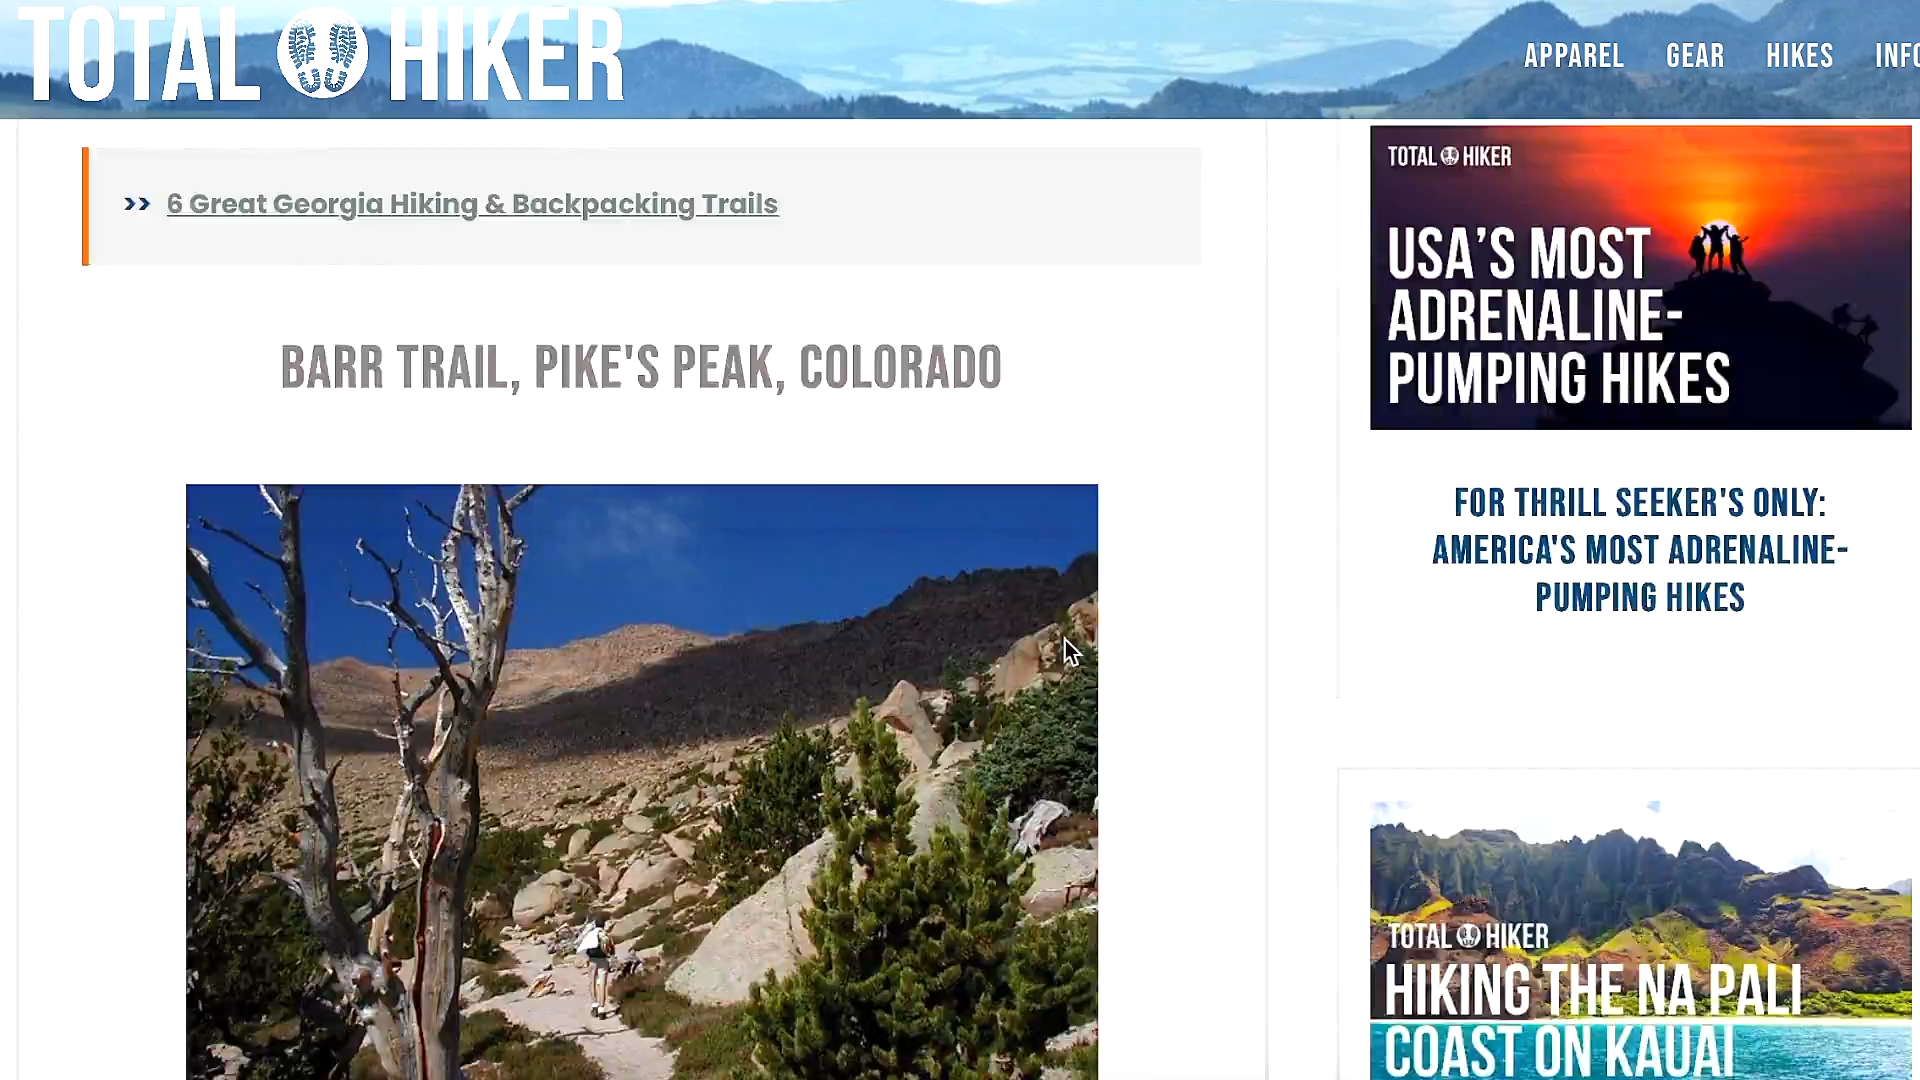 TOTAL HIKER
APPAREL GEAR HIKES
>> 6 Great Georgia Hiking & Backpacking Trails
BARR TRAIL, PIKE'S PEAK, COLORADO
TOTAL HIKER
USA'S MOST
ADRENALINE-
PUMPING HIKES
FOR THRILL SEEKER'S ONLY:
AMERICA'S MOST ADRENALINE-
PUMPING HIKES
TOTAL HIKER
HIKING THE NA PALI
COAST ON KAUAI